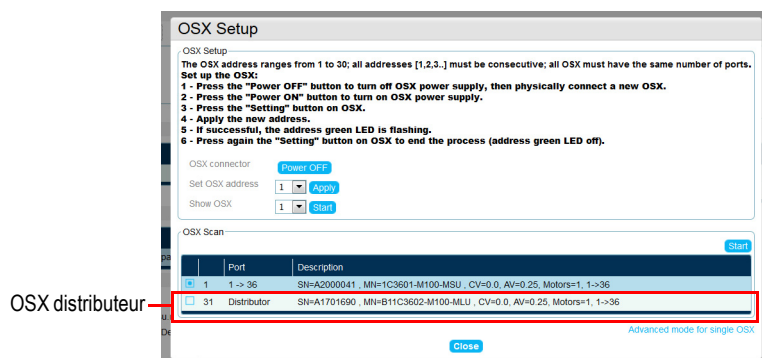 OSX Setup
OSX Setup
The OSX address ranges from 1 to 30; all addresses [1,2,3..] must be consecutive; all OSX must have the same number of ports.
Set up the OSX:
1 - Press the "Power OFF" button to turn off OSX power supply, then physically connect a new OSX.
2 - Press the "Power ON" button to turn on OSX power supply.
3 - Press the "Setting" button on OSX.
4 - Apply the new address.
5 - If successful, the address green LED is flashing.
6 - Press again the "Setting" button on OSX to end the process (address green LED off).
OSX connector Power OFF
Set OSX address 1 Apply
Show OSX 1 Start
OSX Scan
Start
Port Description
1 1 -> 36 SN=A2000041 , MN=1C3601-M100-MSU , CV=0.0, AV=0.25, Motors=1, 1->36
31 Distributor SN=A1701690 , MN=B11C3602-M100-MLU , CV=0.0, AV=0.25, Motors=1, 1->36
OSX distributeur
Advanced mode for single OSX
Close